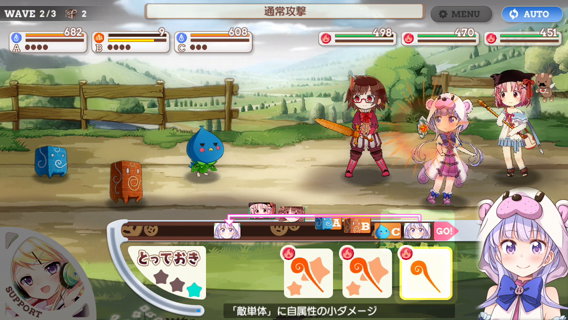 WAVE 2/3 2
通常攻撃
MENU
AUTO
682
9
608
A
B
C
498
470
451
A B C GO!
とっておき
SUPPORT
「敵単体」に自属性の小ダメージ